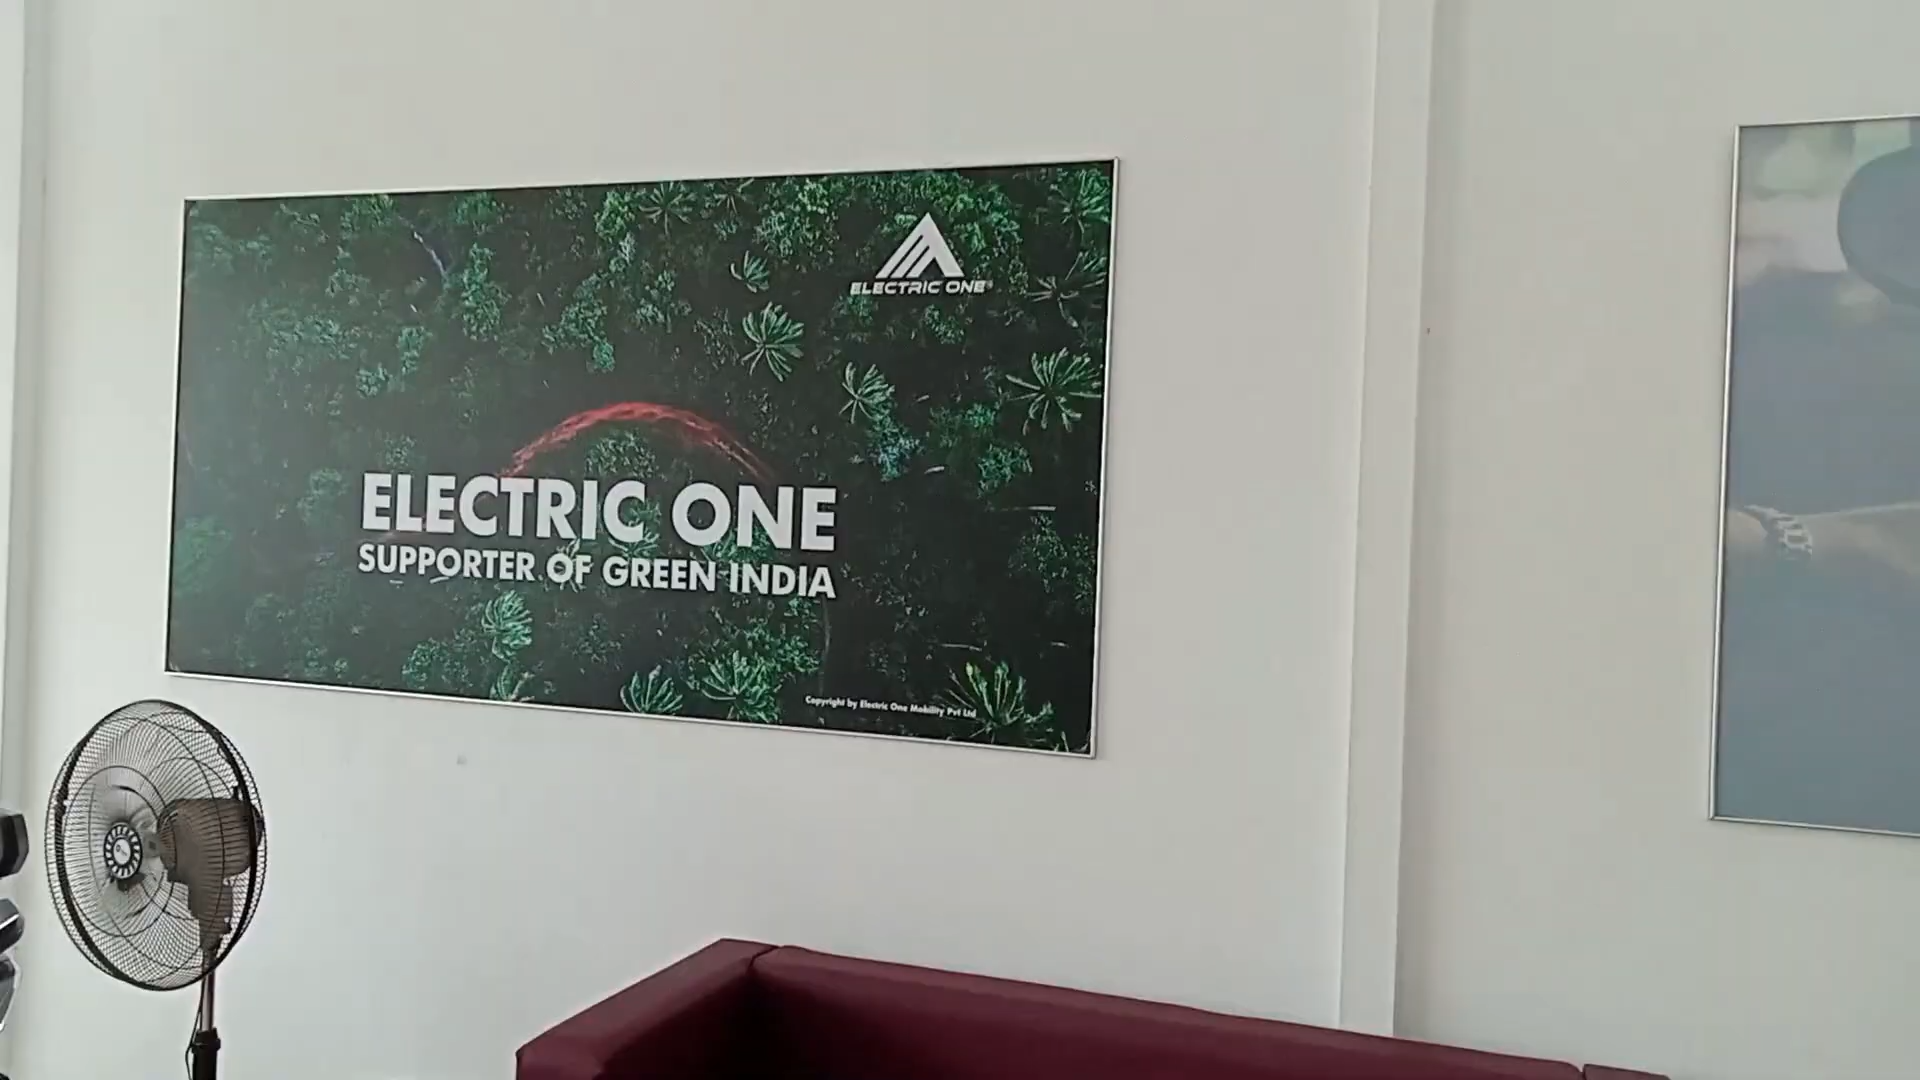 ELECTRIC ONE
ELECTRIC ONE
SUPPORTER OF GREEN INDIA
Copyright by Electric One Mobility Pvt Ltd